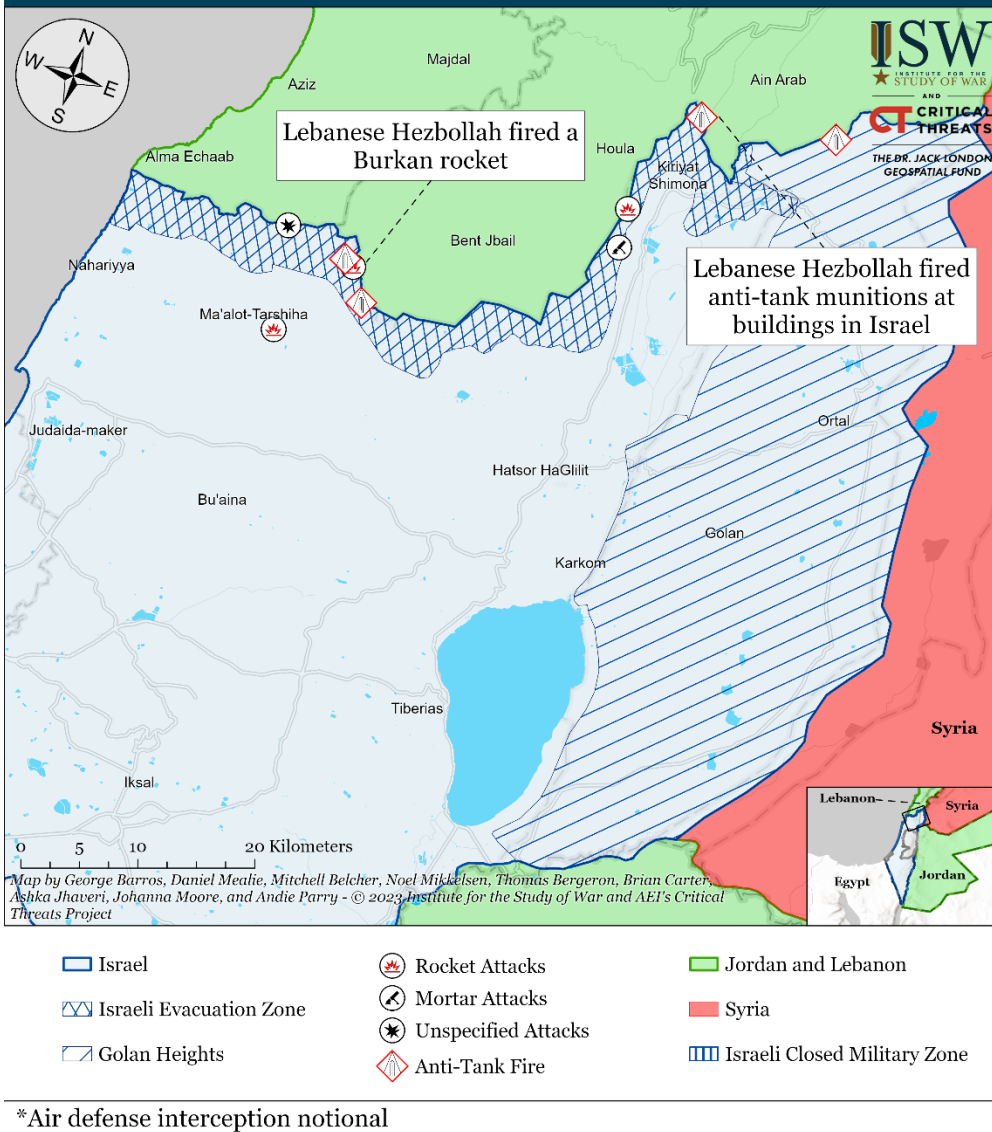 N
W
E
S
Majdal
Aziz
Ain Arab
ISW
INSTITUTE FOR THE
STUDY OF WAR
AND
CT CRITICAL
THREATS
THE DR. JACK LONDON
GEOSPATIAL FUND
Lebanese Hezbollah fired a
Burkan rocket
Houla
Alma Echaab
Kiriyat
Shimona
Bent Jbail
Nahariyya
Lebanese Hezbollah fired
anti-tank munitions at
buildings in Israel
Ma'alot-Tarshiha
Ortal
Judaida-maker
Hatsor HaGlilit
Bu'aina
Golan
Karkom
Tiberias
Syria
Iksal
Lebanon
Syria
Egypt
Jordan
0 5 10 20 Kilometers
Map by George Barros, Daniel Mealie, Mitchell Belcher, Noel Mikkelsen, Thomas Bergeron, Brian Carter,
Ashka Jhaveri, Johanna Moore, and Andie Parry - © 2023 Institute for the Study of War and AEI's Critical
Threats Project
Israel
Israeli Evacuation Zone
Golan Heights
Rocket Attacks
Mortar Attacks
Unspecified Attacks
Anti-Tank Fire
Jordan and Lebanon
Syria
Israeli Closed Military Zone
*Air defense interception notional